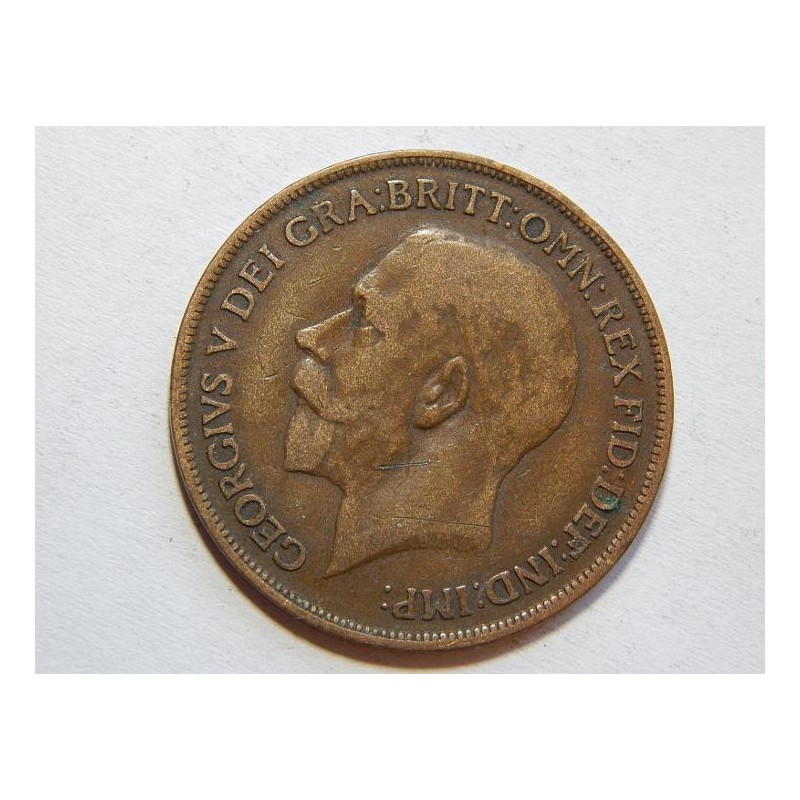 GEORGIVS V DEI GRA:BRITT:OMN:REX FID:DEF:IND:IMP: